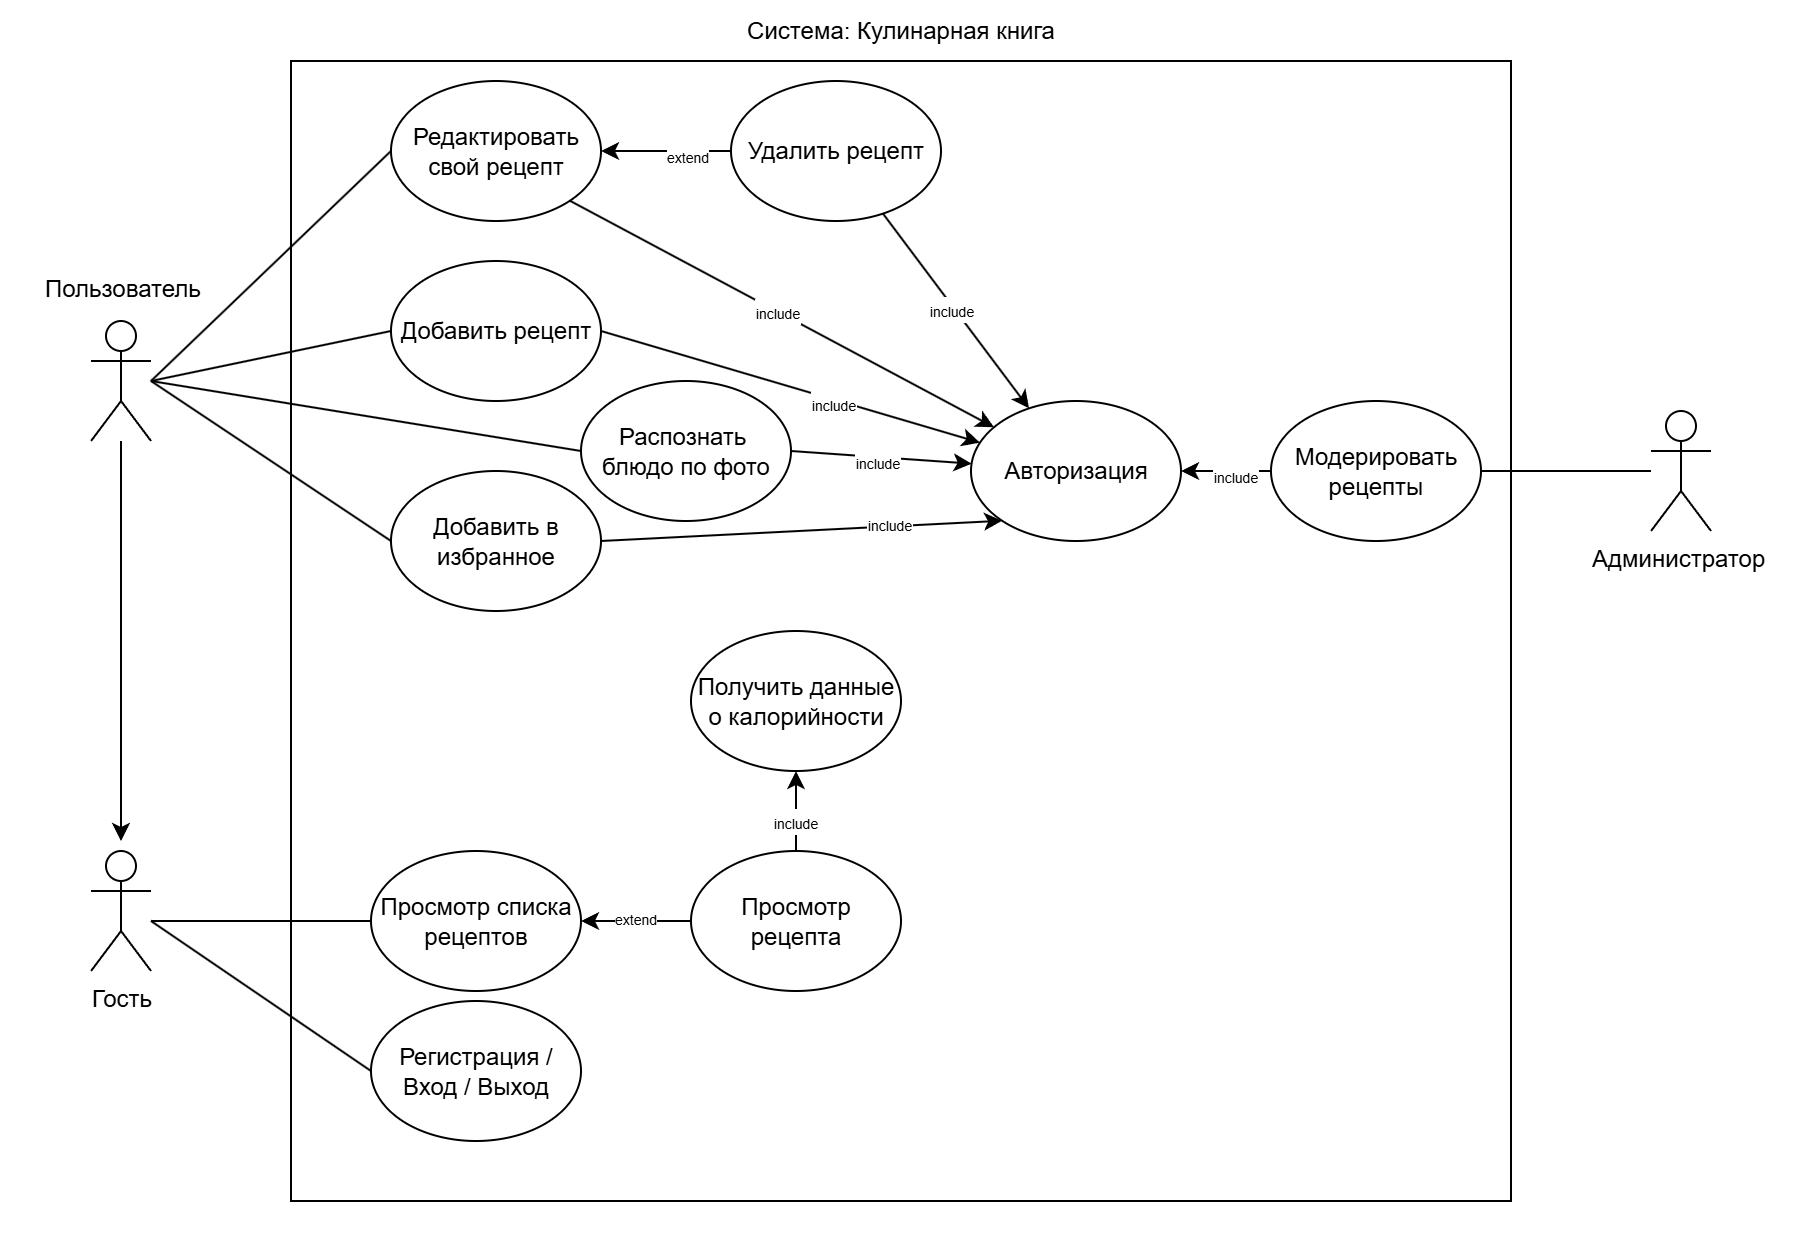 Система: Кулинарная книга
Редактировать
свой рецепт
extend
Удалить рецепт
Пользователь
include
include
Добавить рецепт
include
Распознать
блюдо по фото
include
Авторизация
include
Модерировать
рецепты
Администратор
Добавить в
избранное
include
Получить данные
о калорийности
include
Просмотр списка
рецептов
extend
Просмотр
рецепта
Гость
Регистрация /
Вход / Выход